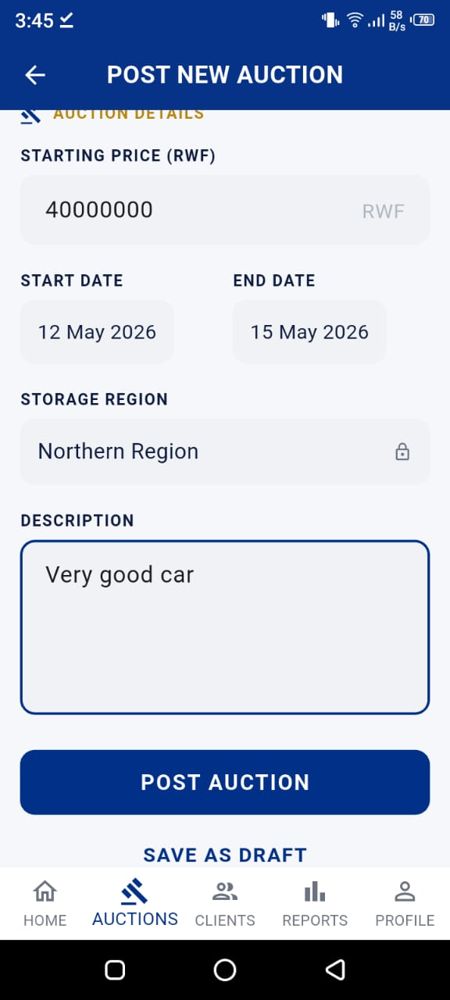 3:45
58
B/s
70
POST NEW AUCTION
AUCTION DETAILS
STARTING PRICE (RWF)
40000000 RWF
START DATE END DATE
12 May 2026 15 May 2026
STORAGE REGION
Northern Region
DESCRIPTION
Very good car
POST AUCTION
SAVE AS DRAFT
HOME AUCTIONS CLIENTS REPORTS PROFILE